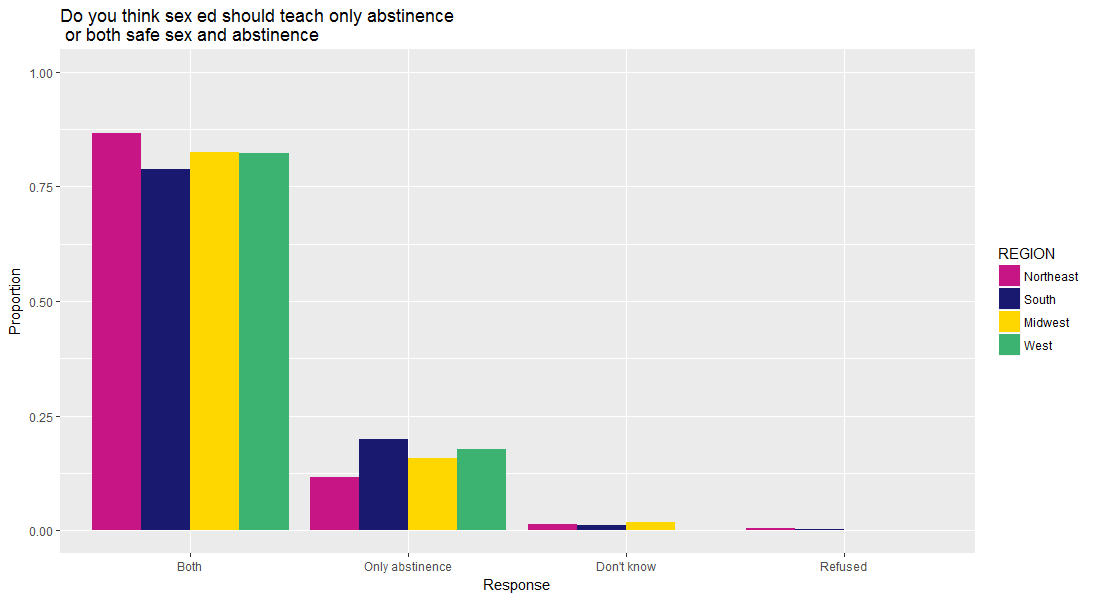 Do you think sex ed should teach only abstinence
or both safe sex and abstinence
1.00
0.75
0.50
0.25
0.00
Proportion
Both
Only abstinence
Don't know
Refused
Response
REGION
Northeast
South
Midwest
West